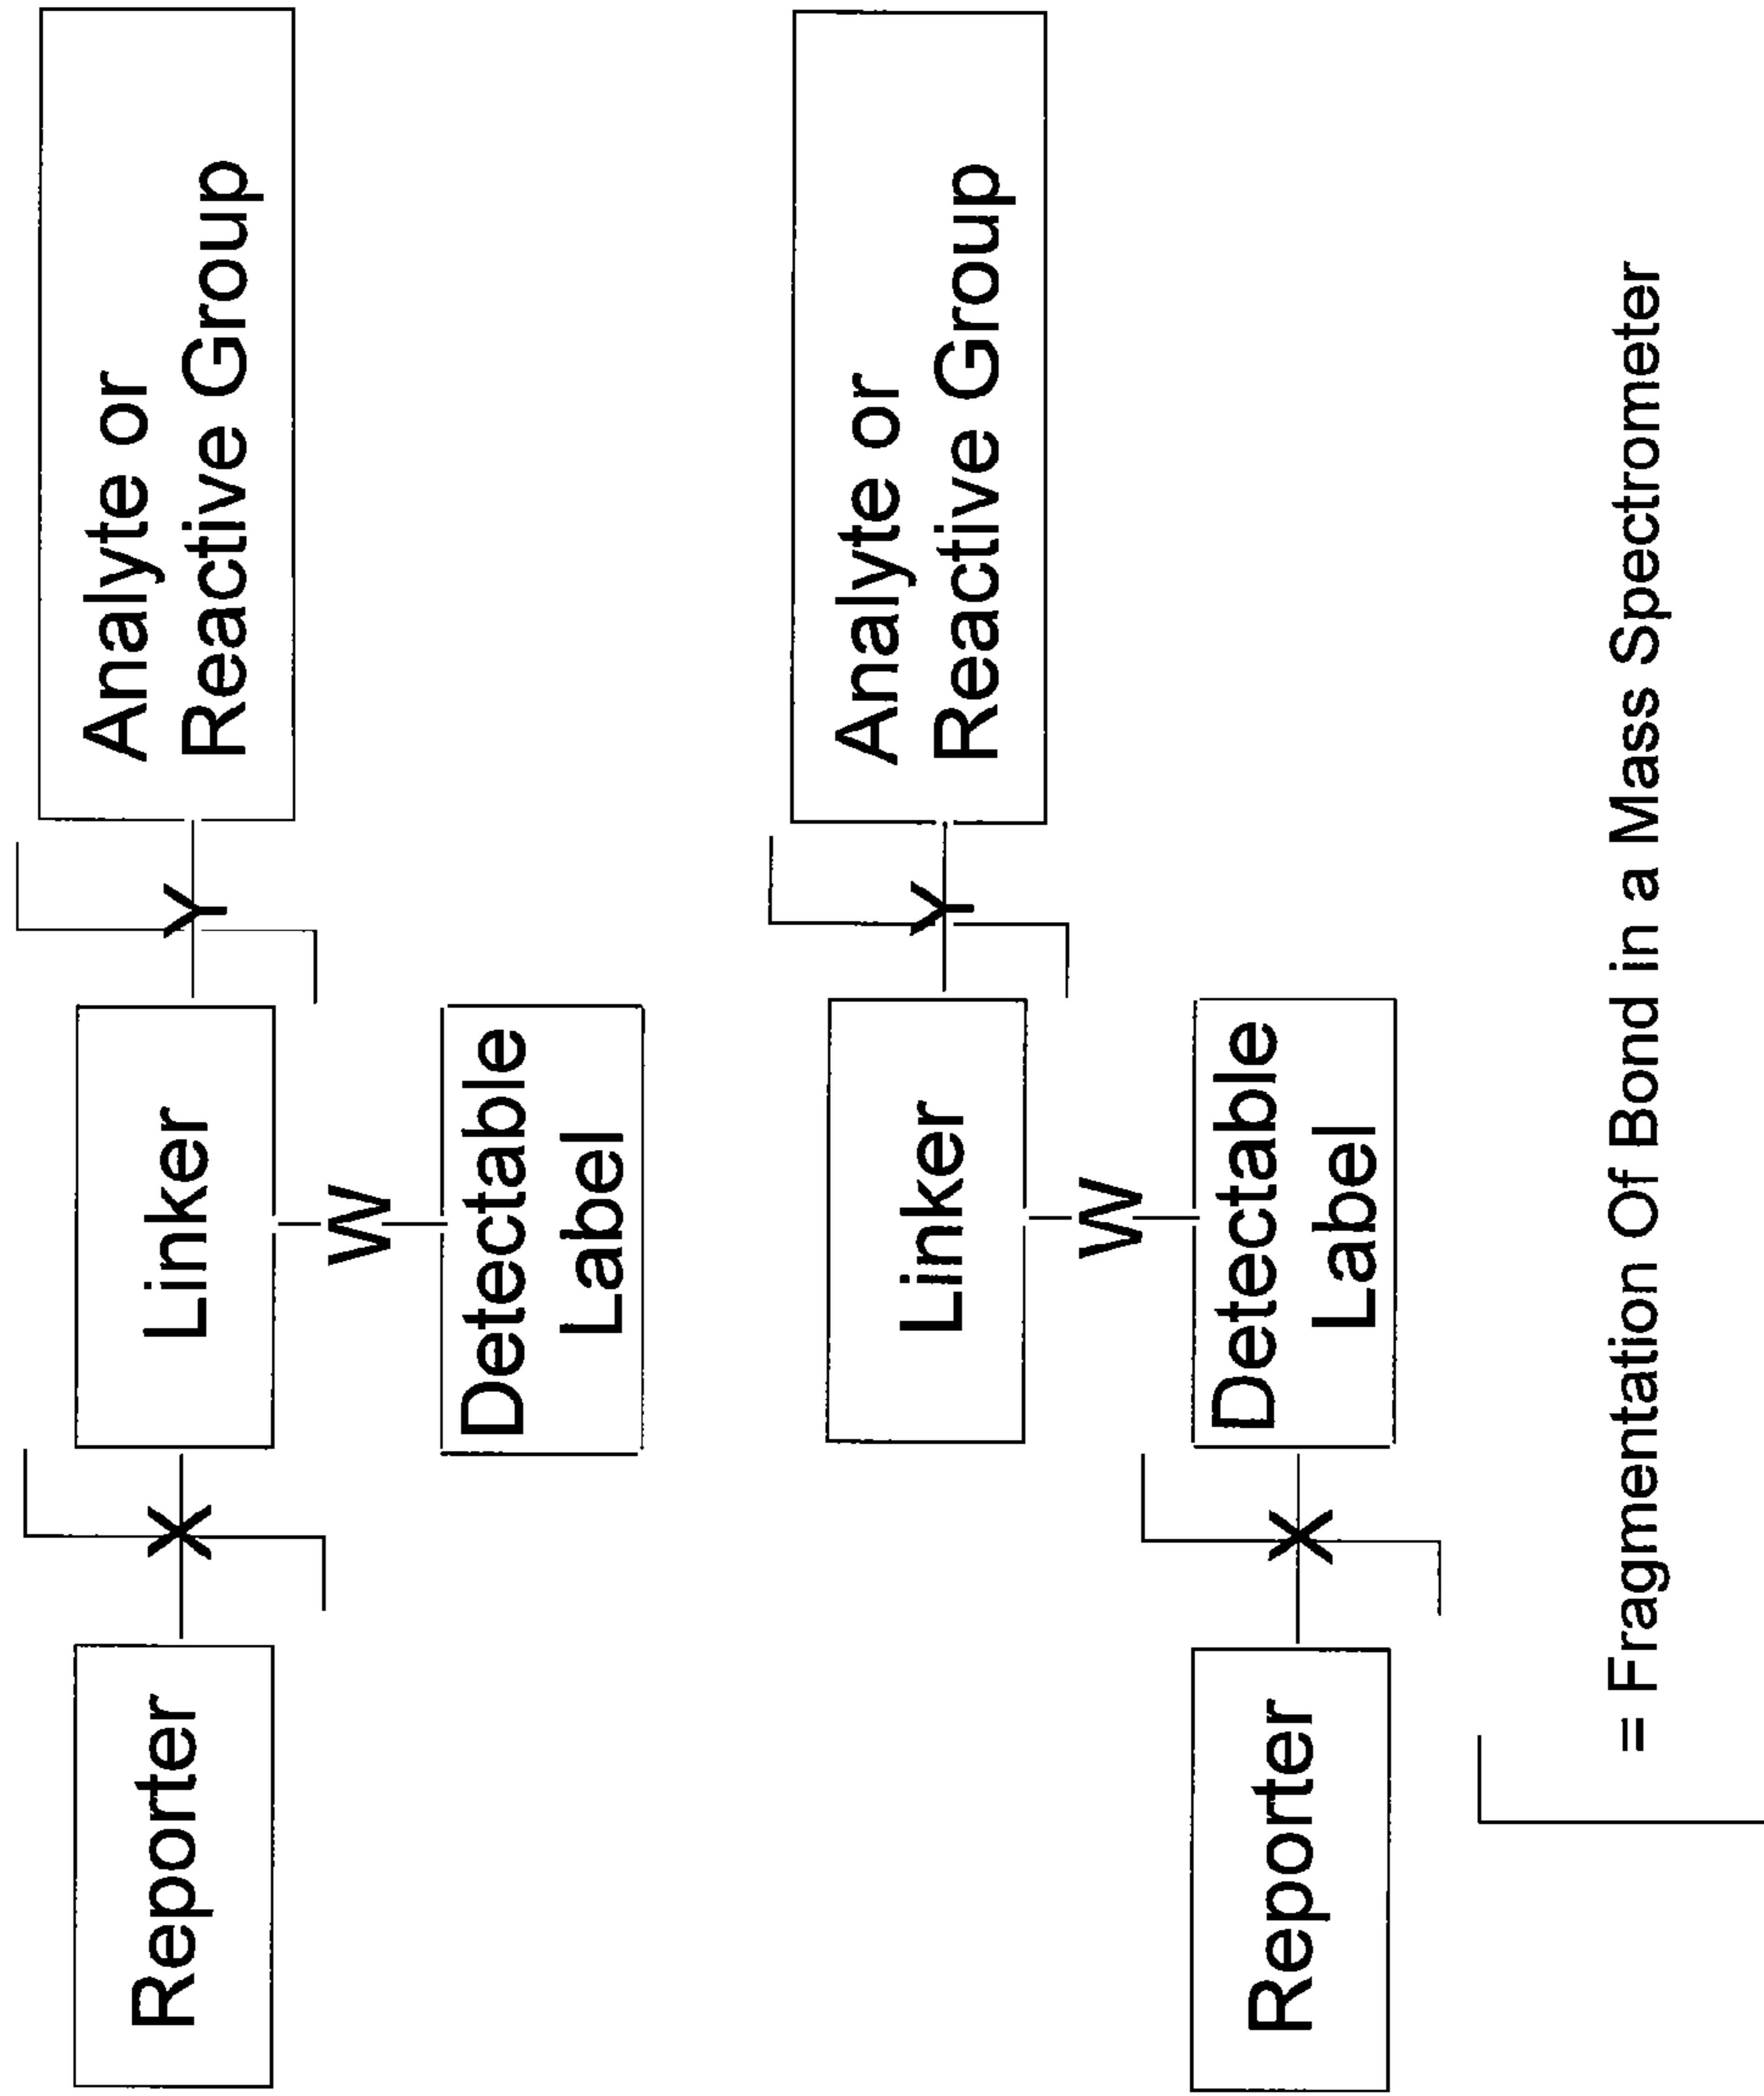 Reporter
X
Linker
Y
Analyte or
Reactive Group
W
Detectable
Label
Linker
Y
Analyte or
Reactive Group
W
Reporter
X
Detectable
Label
= Fragmentation Of Bond in a Mass Spectrometer